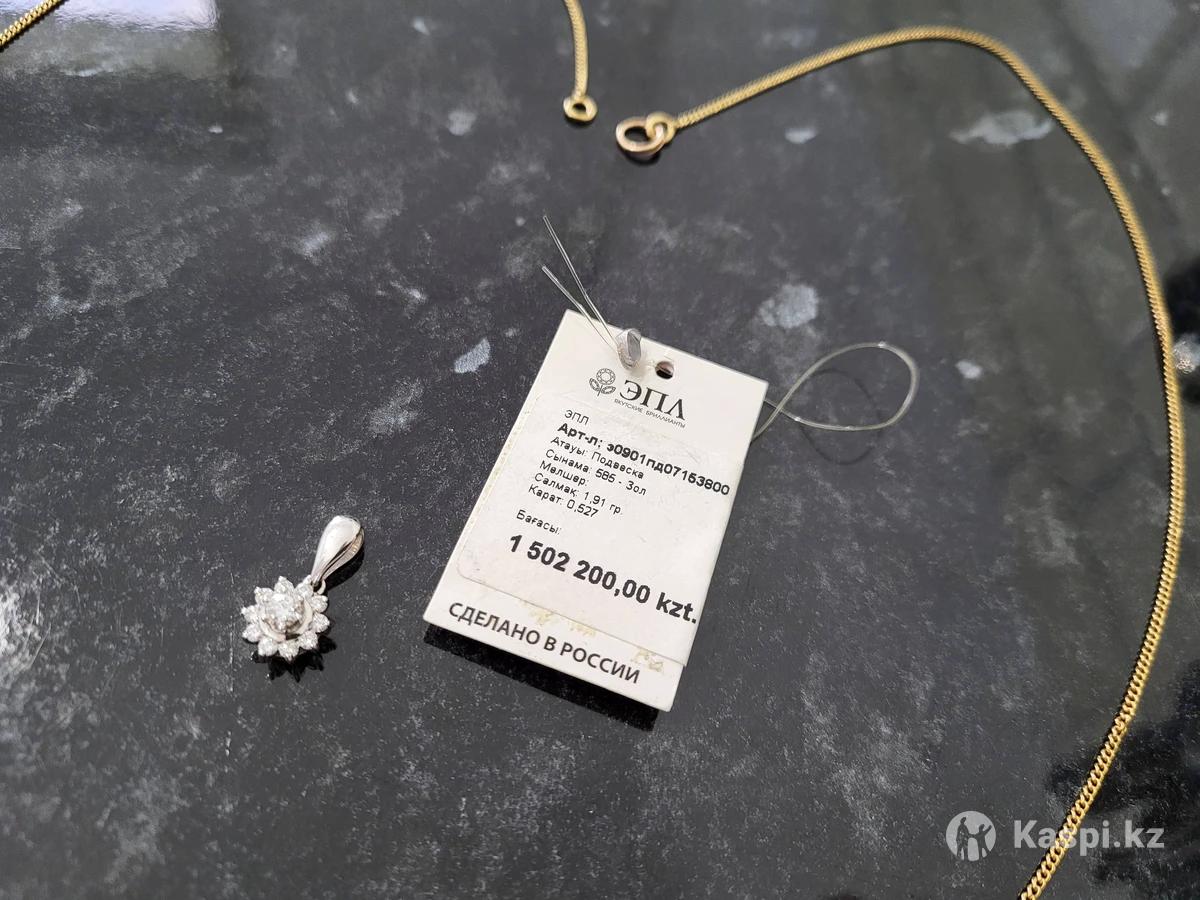 ЭПЛ
ЯКУТСКИЕ БРИЛЛИАНТЫ
ЭПЛ
Арт-л; э0901пд07153800
Атауы: Подвеска
Сынама: 585 - Зол
Мөлшер:
Салмақ: 1,91 гр.
Карат: 0,527
Бағасы:
1 502 200,00 kzt.
СДЕЛАНО В РОССИИ
Kaspi.kz